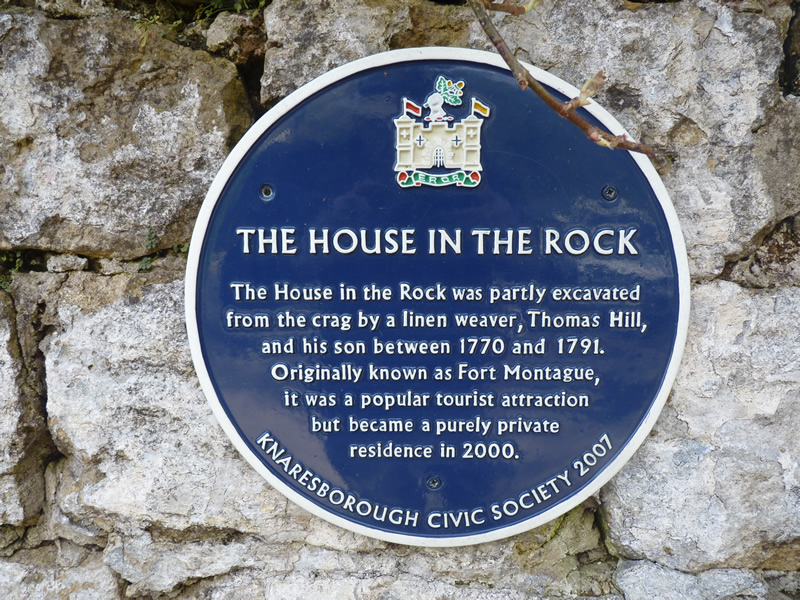 THE HOUSE IN THE ROCK
The House in the Rock was partly excavated
from the crag by a linen weaver, Thomas Hill,
and his son between 1770 and 1791.
Originally known as Fort Montague,
it was a popular tourist attraction
but became a purely private
residence in 2000.
KNARESBOROUGH CIVIC SOCIETY 2007